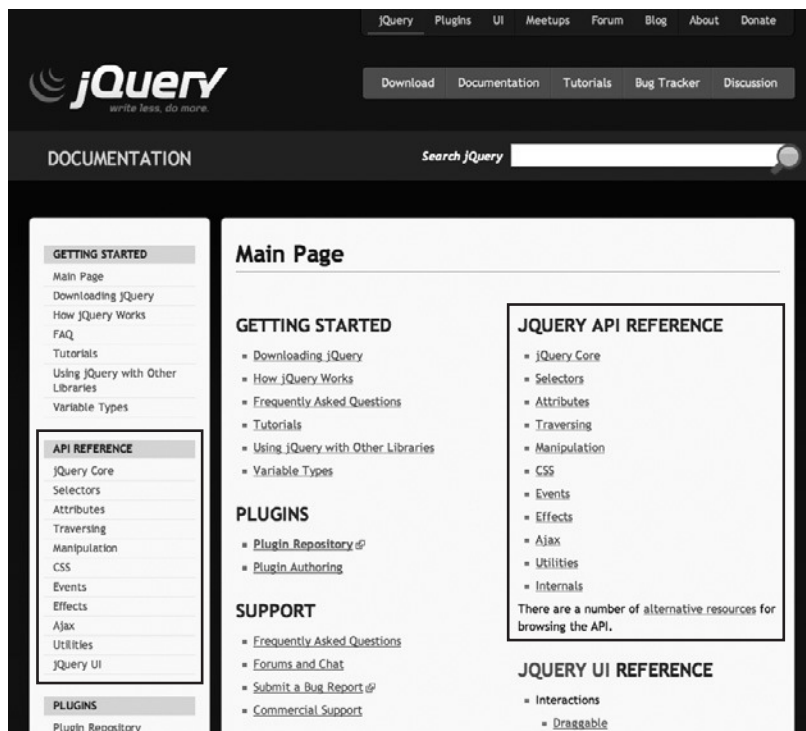 jQuery Plugins UI Meetups Forum Blog About Donate
jQuery
write less, do more.
Download Documentation Tutorials Bug Tracker Discussion
DOCUMENTATION
Search jQuery
GETTING STARTED
Main Page
Downloading jQuery
How jQuery Works
FAQ
Tutorials
Using jQuery with Other
Libraries
Variable Types
API REFERENCE
jQuery Core
Selectors
Attributes
Traversing
Manipulation
CSS
Events
Effects
Ajax
Utilities
jQuery UI
PLUGINS
Plugin Repository
Main Page
GETTING STARTED
Downloading jQuery
How jQuery Works
Frequently Asked Questions
Tutorials
Using jQuery with Other Libraries
Variable Types
PLUGINS
Plugin Repository
Plugin Authoring
SUPPORT
Frequently Asked Questions
Forums and Chat
Submit a Bug Report
Commercial Support
JQUERY API REFERENCE
jQuery Core
Selectors
Attributes
Traversing
Manipulation
CSS
Events
Effects
Ajax
Utilities
Internals
There are a number of alternative resources for
browsing the API.
JQUERY UI REFERENCE
Interactions
Draggable